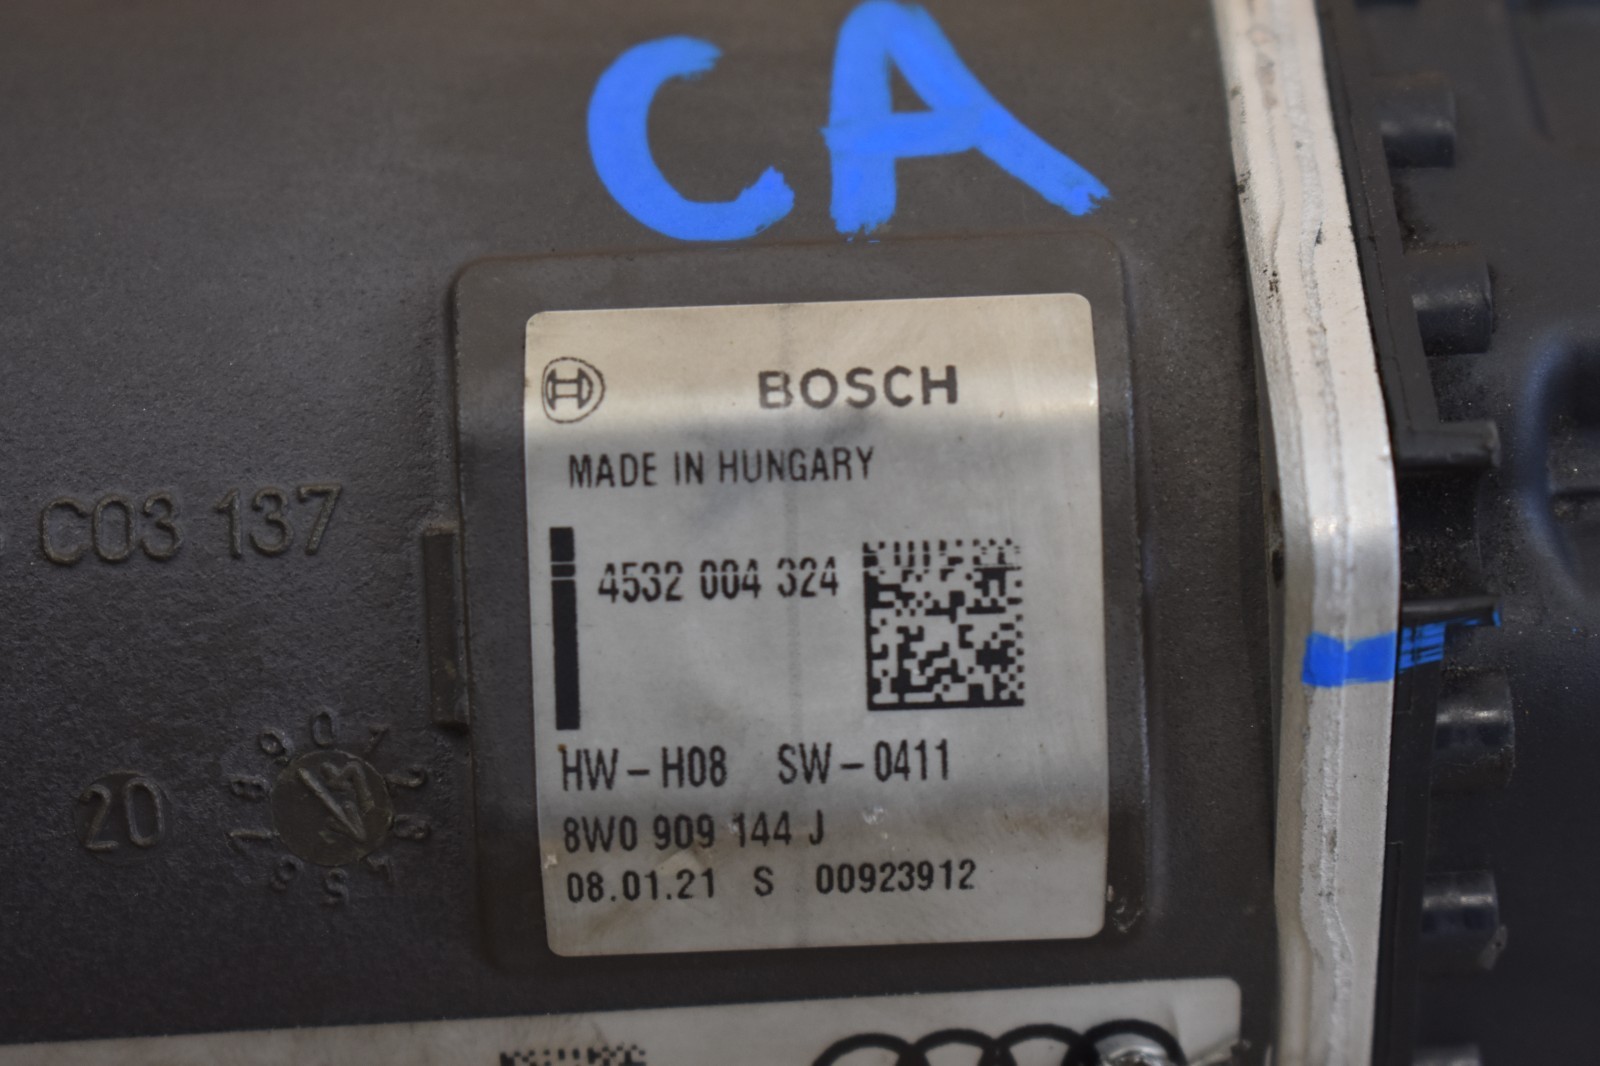 CA
BOSCH
MADE IN HUNGARY
C03 137
4532 004 324
HW-H08 SW-0411
20
8W0 909 144 J
08.01.21 S 00923912